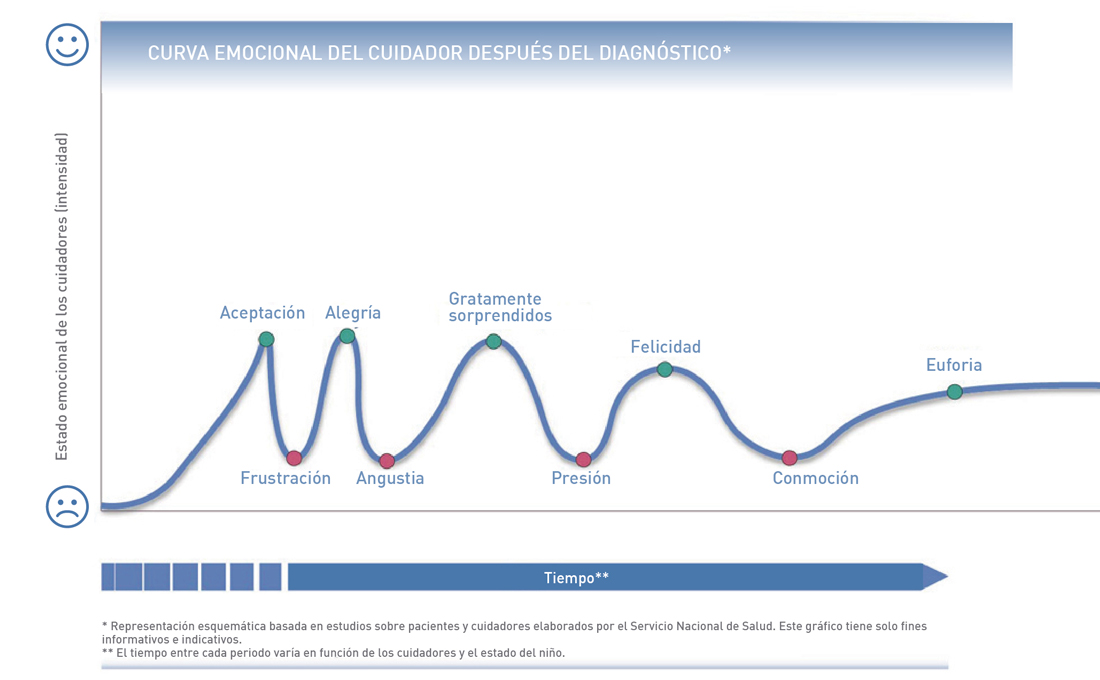 CURVA EMOCIONAL DEL CUIDADOR DESPUÉS DEL DIAGNÓSTICO*
Estado emocional de los cuidadores (intensidad)
Aceptación
Alegría
Gratamente
sorprendidos
Felicidad
Euforia
Frustración
Angustia
Presión
Conmoción
Tiempo**
* Representación esquemática basada en estudios sobre pacientes y cuidadores elaborados por el Servicio Nacional de Salud. Este gráfico tiene solo fines
informativos e indicativos.
** El tiempo entre cada periodo varía en función de los cuidadores y el estado del niño.